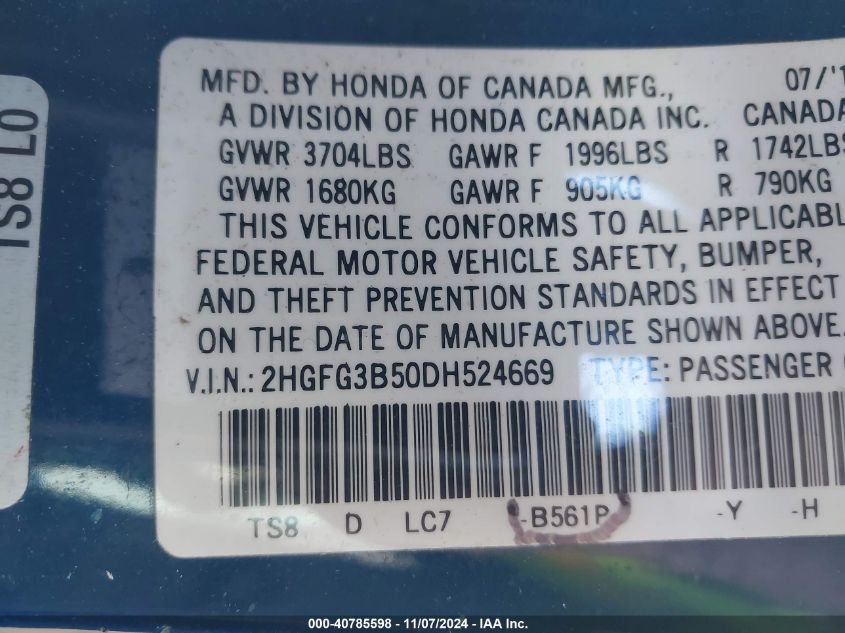 MFD. BY HONDA OF CANADA MFG., 07/'1
A DIVISION OF HONDA CANADA INC. CANADA
GVWR 3704LBS GAWR F 1996LBS R 1742LBS
GVWR 1680KG GAWR F 905KG R 790KG
THIS VEHICLE CONFORMS TO ALL APPLICABL
FEDERAL MOTOR VEHICLE SAFETY, BUMPER,
AND THEFT PREVENTION STANDARDS IN EFFECT
ON THE DATE OF MANUFACTURE SHOWN ABOVE.
V.I.N.: 2HGFG3B50DH524669 TYPE: PASSENGER
TS8 D LC7 -B561P -Y -H
TS8 L0
000-40785598 - 11/07/2024 - IAA Inc.